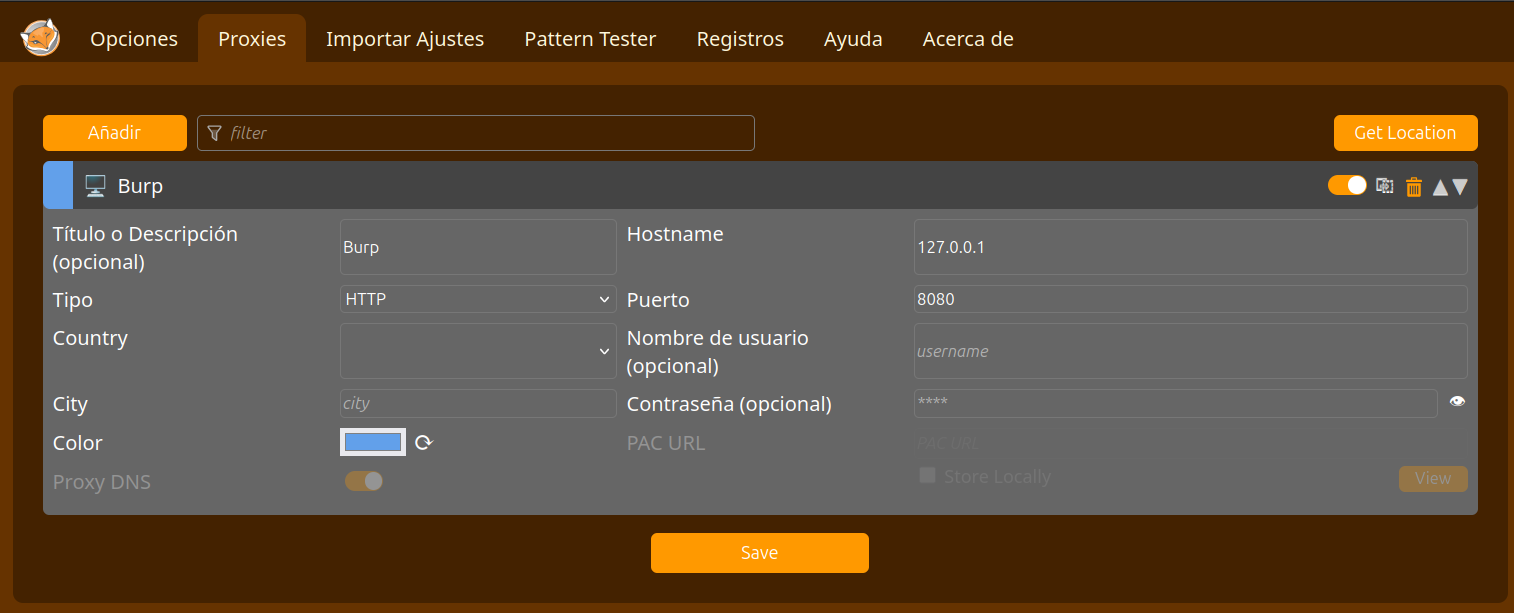 Opciones Proxies Importar Ajustes Pattern Tester Registros Ayuda Acerca de
Añadir filter Get Location
Burp
Título o Descripción (opcional) Burp Hostname 127.0.0.1
Tipo HTTP Puerto 8080
Country Nombre de usuario (opcional) username
City city Contraseña (opcional) ****
Color PAC URL PAC URL
Proxy DNS Store Locally View
Save